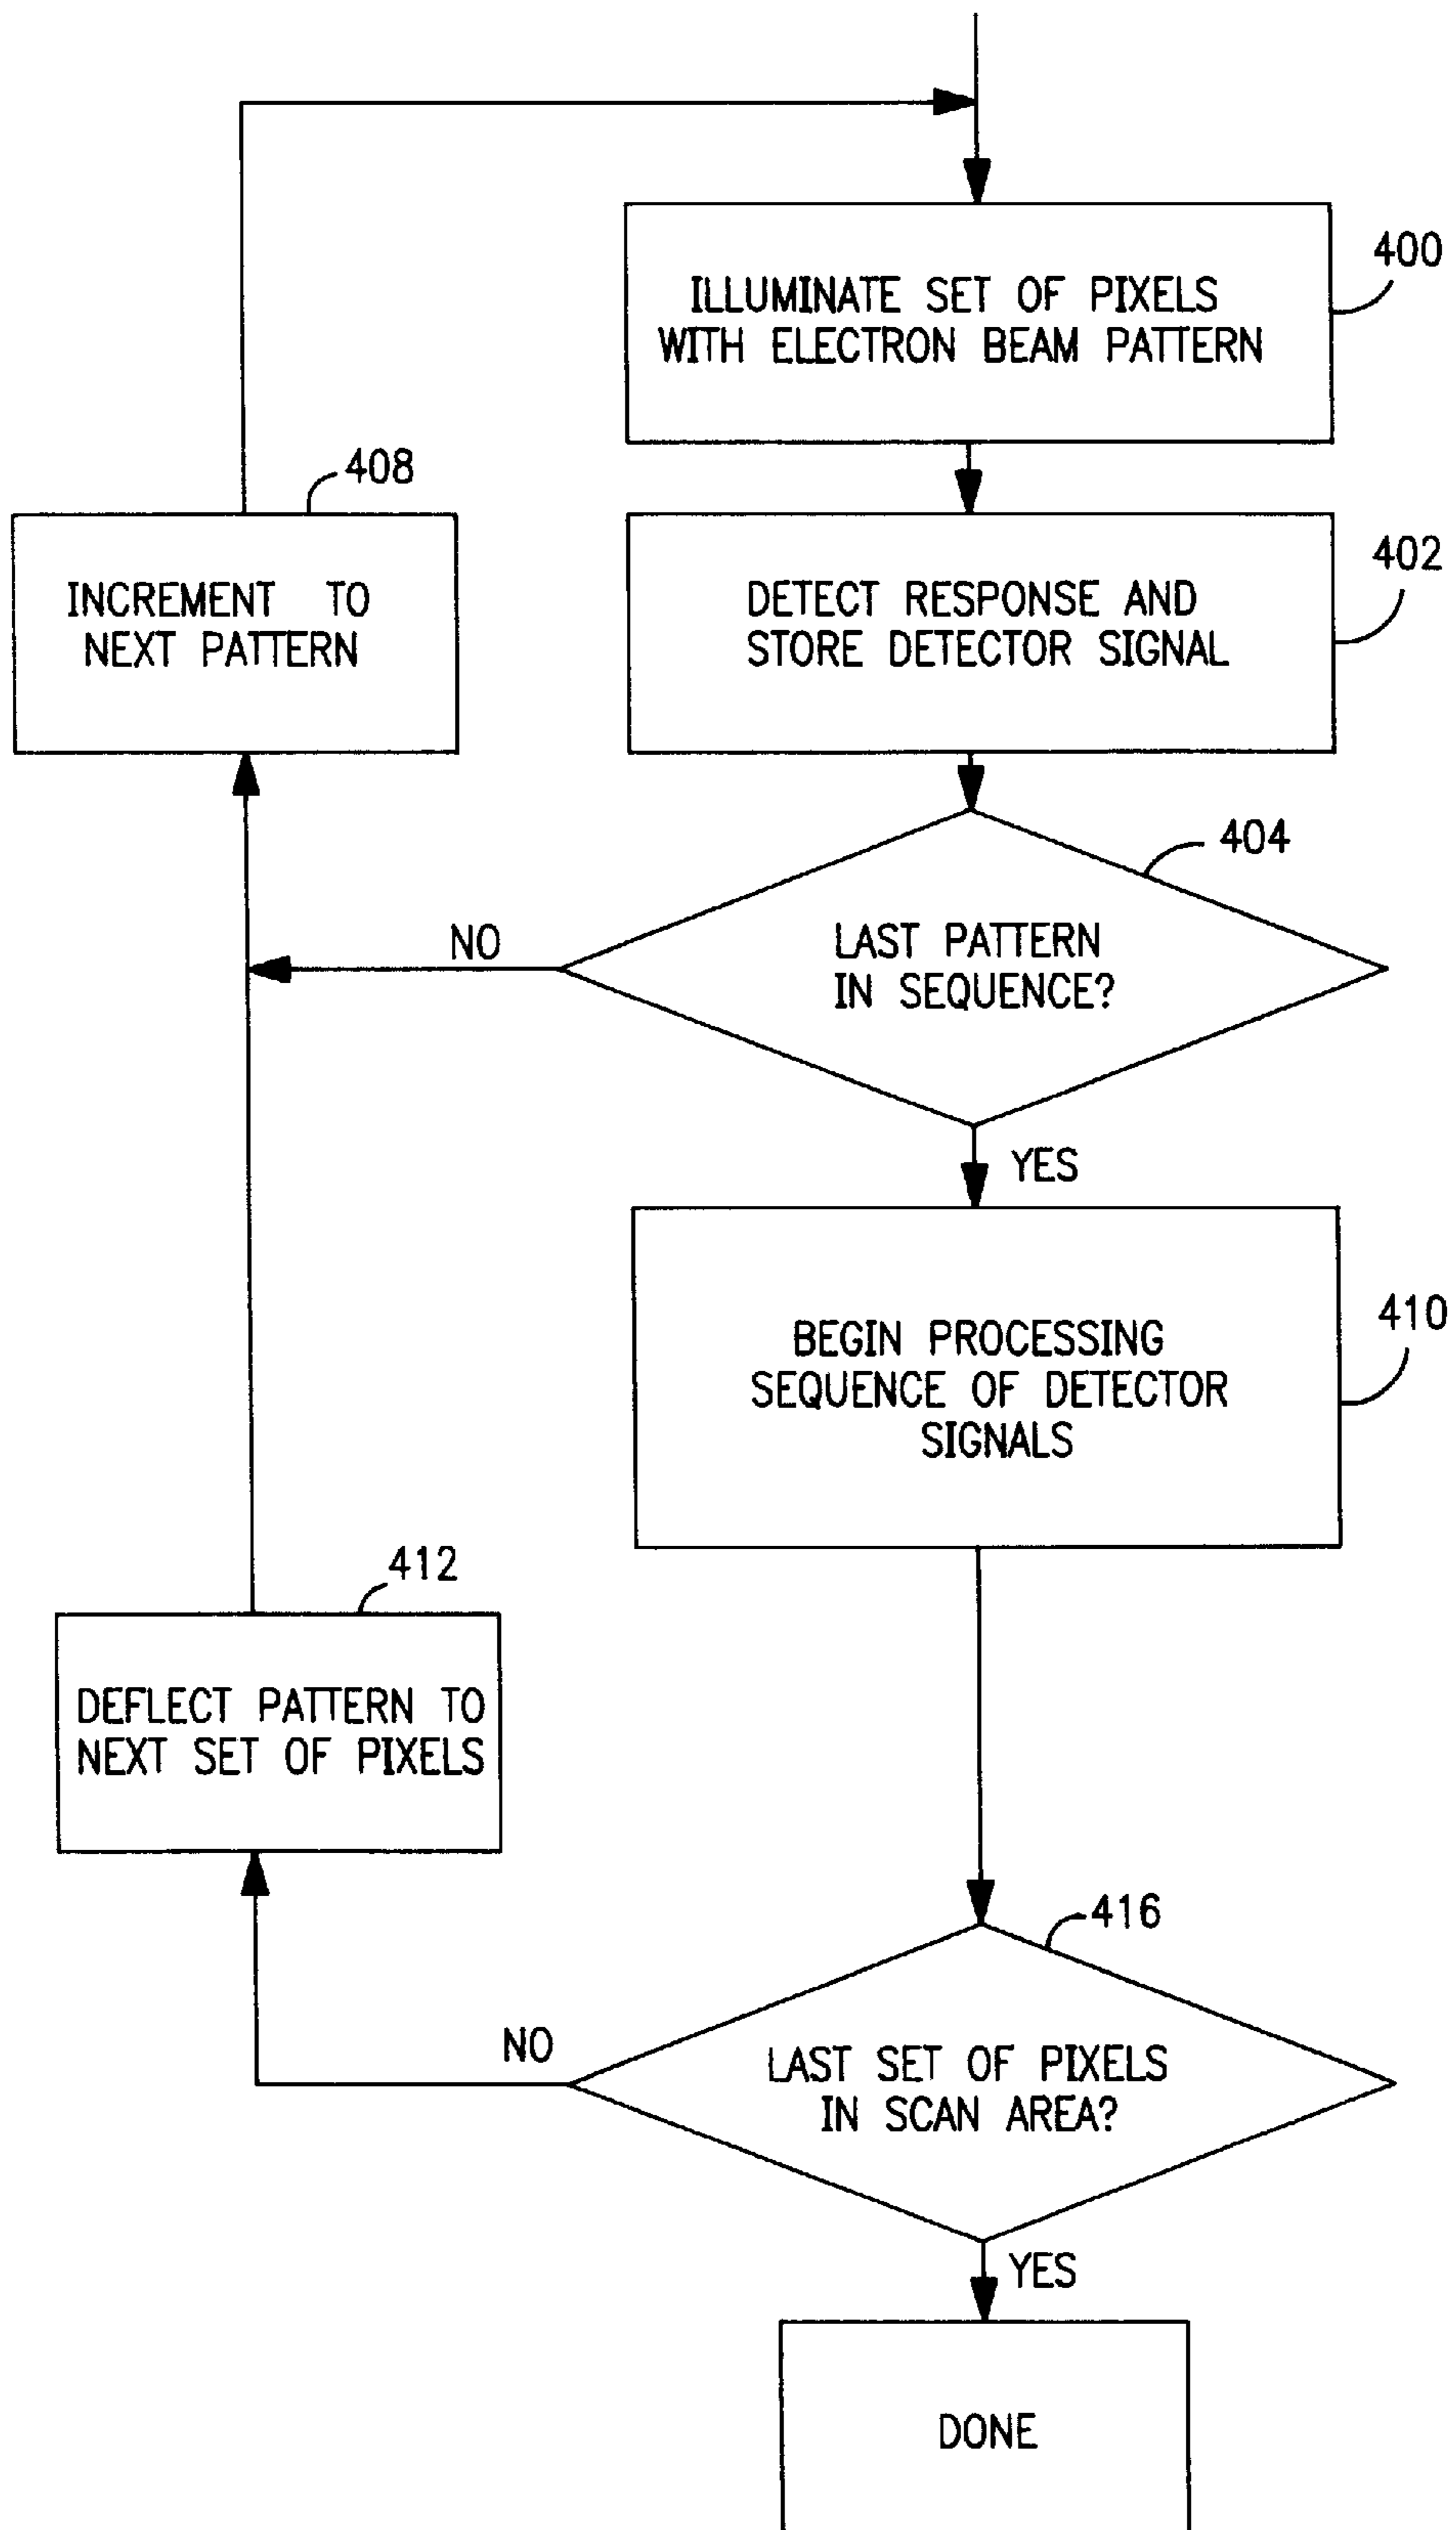 400
ILLUMINATE SET OF PIXELS
WITH ELECTRON BEAM PATTERN
408
INCREMENT TO
NEXT PATTERN
402
DETECT RESPONSE AND
STORE DETECTOR SIGNAL
404
NO
LAST PATTERN
IN SEQUENCE?
YES
410
BEGIN PROCESSING
SEQUENCE OF DETECTOR
SIGNALS
412
DEFLECT PATTERN TO
NEXT SET OF PIXELS
416
NO
LAST SET OF PIXELS
IN SCAN AREA?
YES
DONE